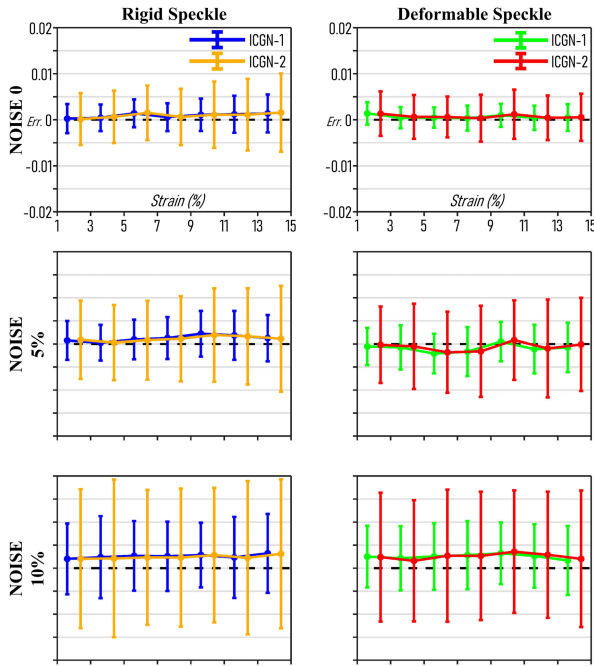 Rigid Speckle
Deformable Speckle
NOISE 0
0.02
0.01
Err. 0
-0.01
-0.02
ICGN-1
ICGN-2
Strain (%)
1 3 5 7 9 11 13 15
0.02
0.01
Err. 0
-0.01
-0.02
ICGN-1
ICGN-2
Strain (%)
1 3 5 7 9 11 13 15
NOISE
5%
NOISE
10%